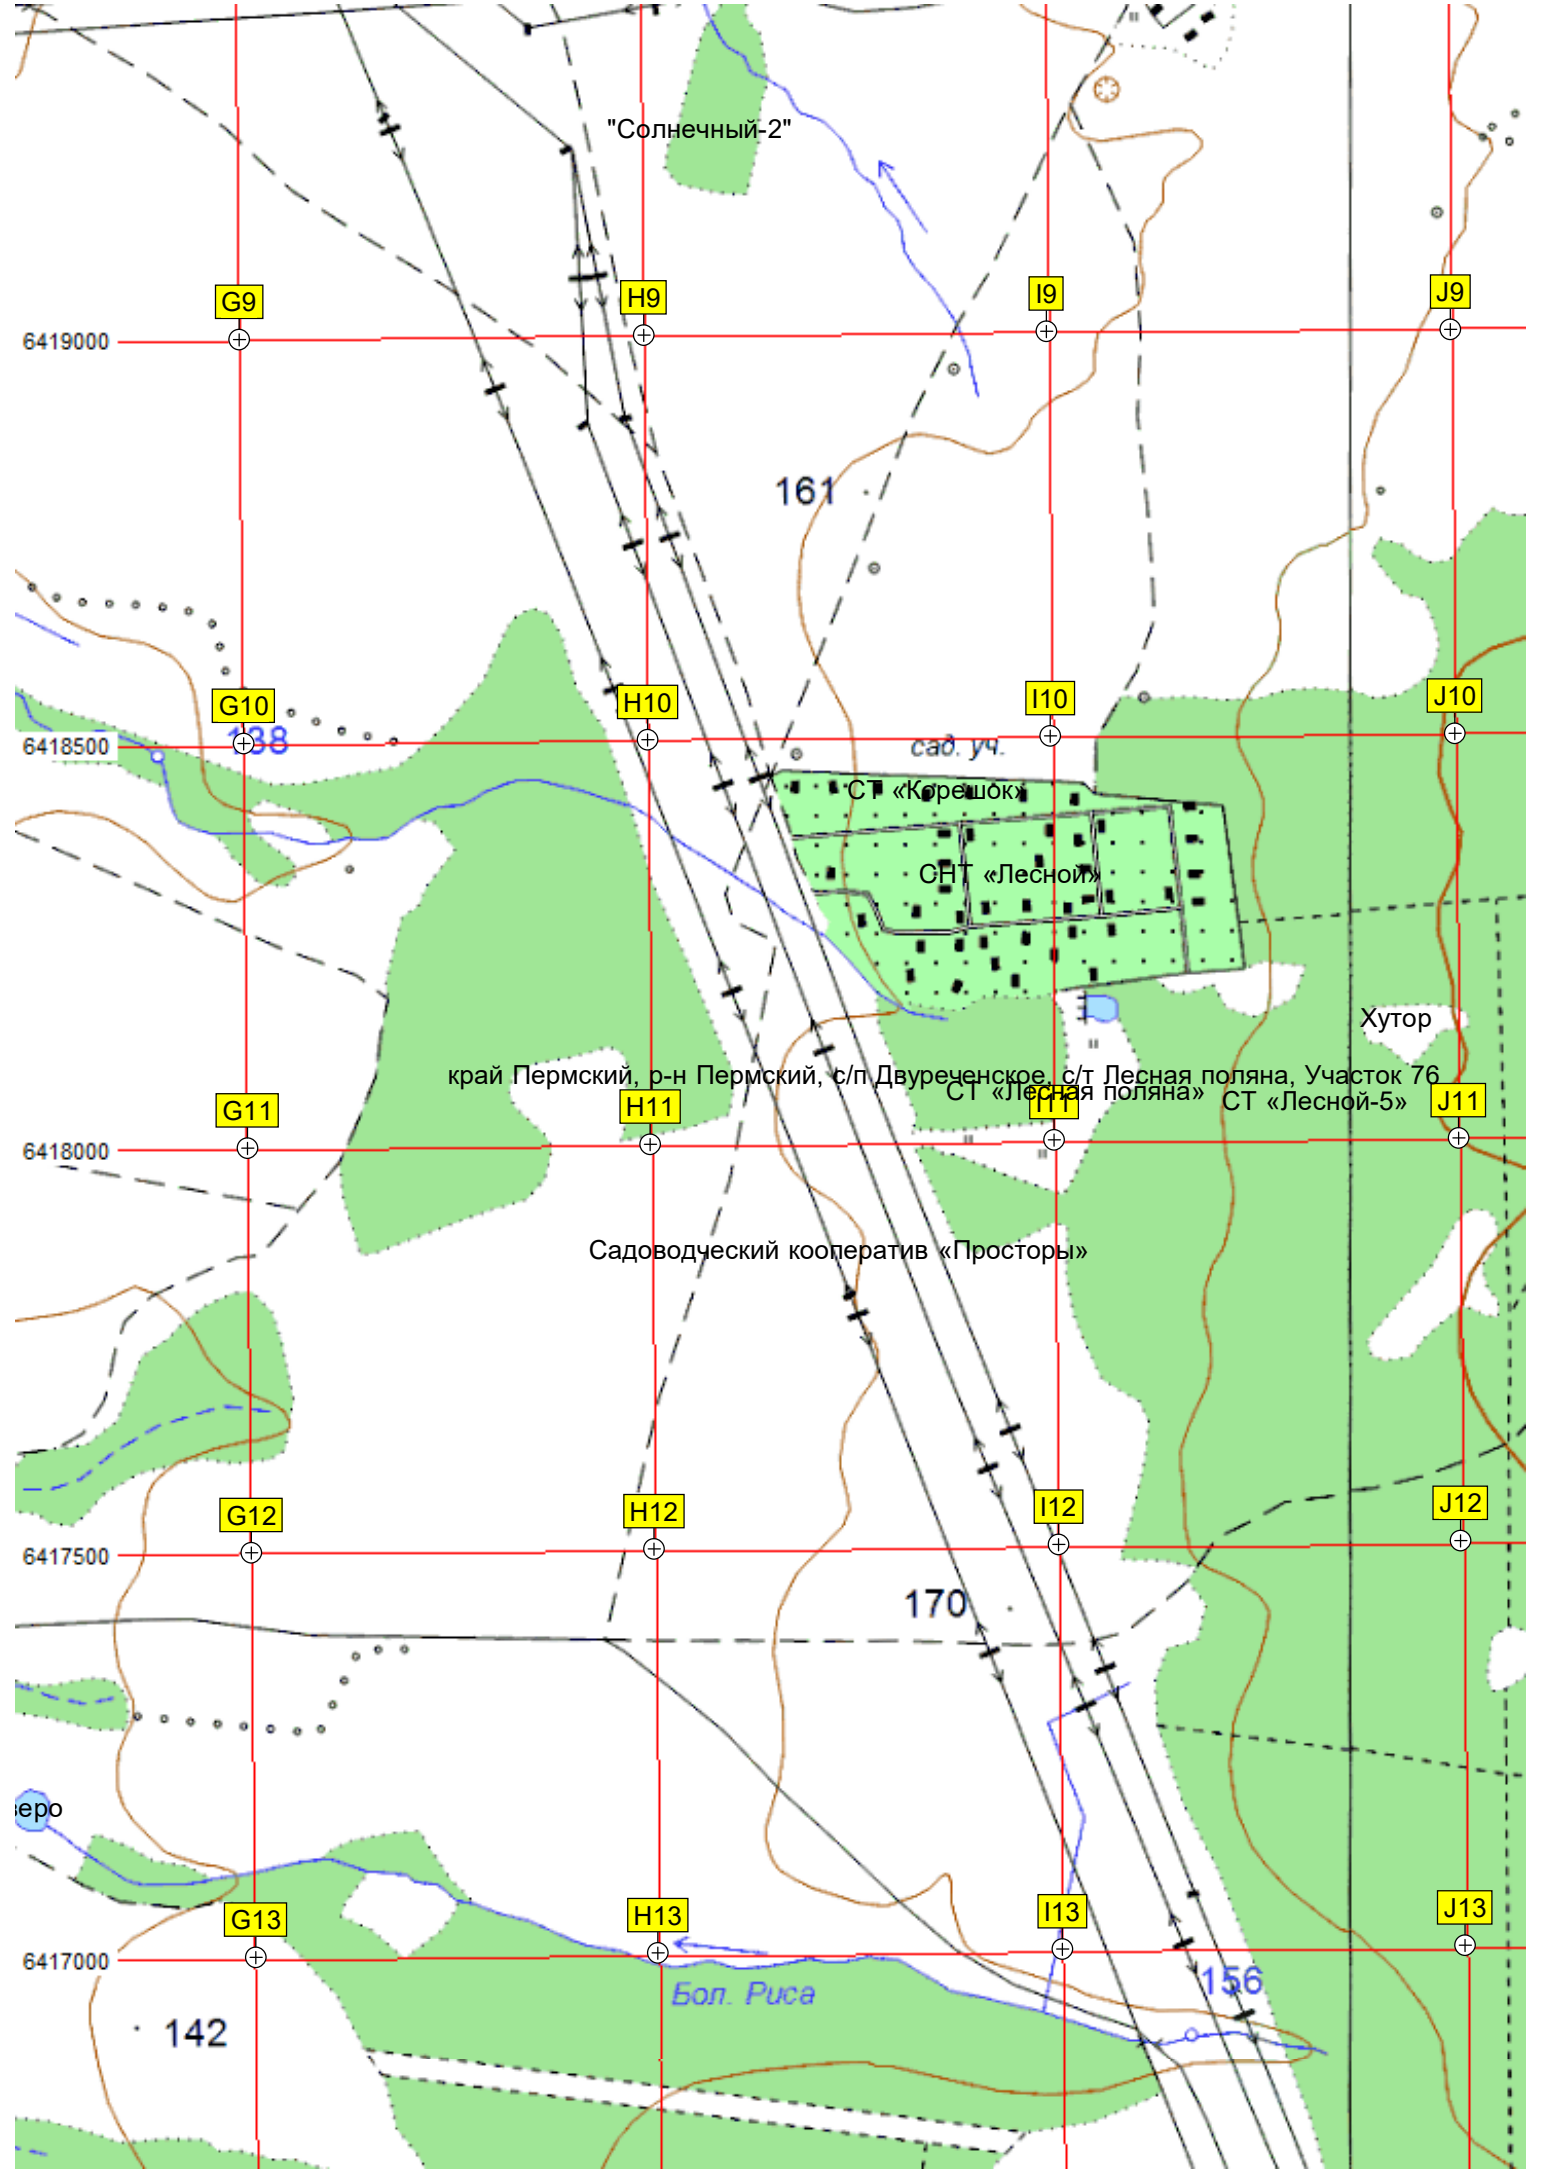 "Солнечный-2"
G9
H9
I9
J9
6419000
161
G10
H10
I10
J10
138
6418500
сад. уч.
СТ «Корешок»
СНТ «Лесной»
Хутор
край Пермский, р-н Пермский, с/п Двуреченское, с/т Лесная поляна, Участок 76
СТ «Лесная поляна»
СТ «Лесной-5»
G11
H11
I11
J11
6418000
Садоводческий кооператив «Просторы»
G12
H12
I12
J12
6417500
170
еро
G13
H13
I13
J13
6417000
156
Бол. Риса
142